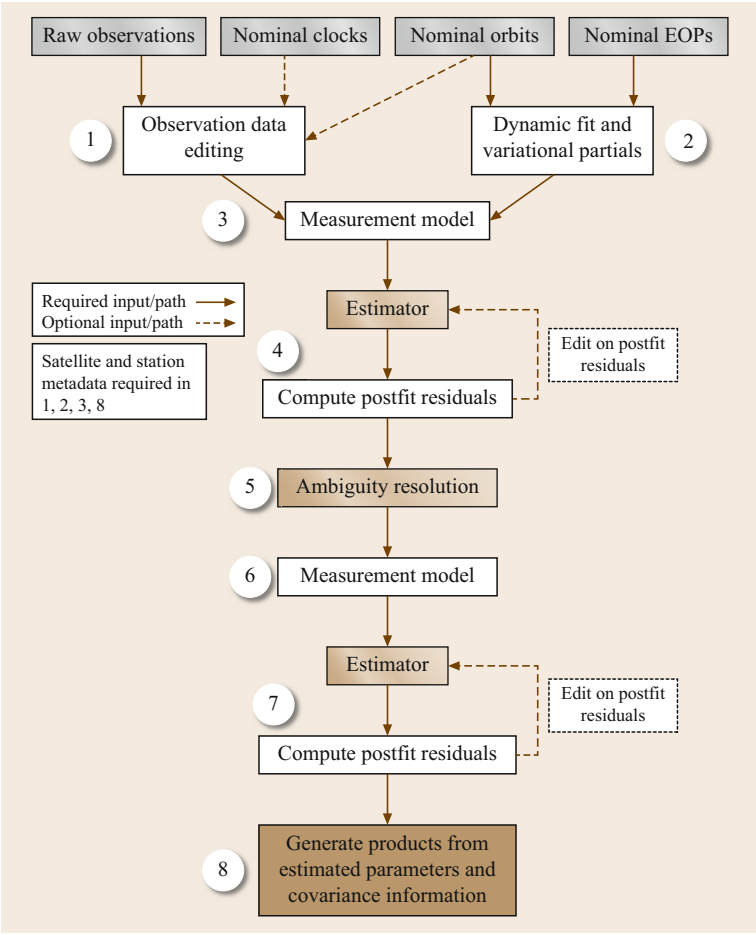 Raw observations
Nominal clocks
Nominal orbits
Nominal EOPs
1
Observation data
editing
Dynamic fit and
variational partials
2
3
Measurement model
Required input/path
Optional input/path
Satellite and station
metadata required in
1, 2, 3, 8
Estimator
4
Edit on postfit
residuals
Compute postfit residuals
5
Ambiguity resolution
6
Measurement model
Estimator
7
Edit on postfit
residuals
Compute postfit residuals
8
Generate products from
estimated parameters and
covariance information